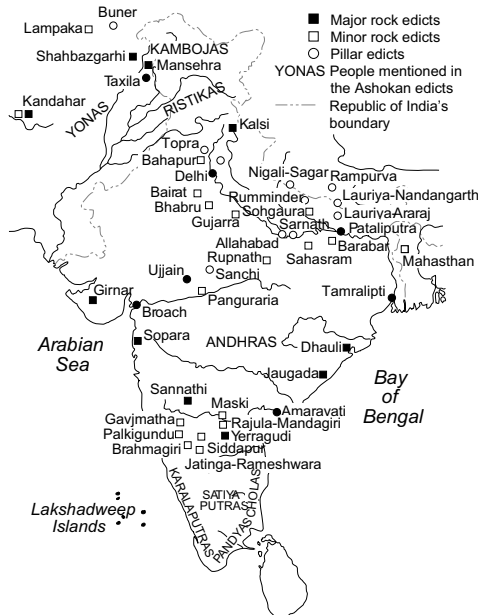 Buner
Lampaka
Major rock edicts
Minor rock edicts
Pillar edicts
YONAS People mentioned in
the Ashokan edicts
Republic of India's
boundary
Shahbazgarhi
KAMBOJAS
Mansehra
Taxila
Kandahar
YONAS
RISTIKAS
Kalsi
Topra
Bahapur
Delhi
Nigali-Sagar
Rampurva
Bairat
Rummindei
Lauriya-Nandangarth
Bhabru
Sohgaura
Lauriya-Araraj
Gujarra
Sarnath
Pataliputra
Allahabad
Barabar
Rupnath
Sahasram
Mahasthan
Ujjain
Sanchi
Girnar
Panguraria
Tamralipti
Broach
Arabian
Sea
Sopara
ANDHRAS
Dhauli
Jaugada
Bay
of
Bengal
Sannathi
Maski
Amaravati
Gavjmatha
Rajula-Mandagiri
Palkigundu
Yerragudi
Brahmagiri
Siddapur
Jatinga-Rameshwara
KARALAPUTRAS
SATIYA
PUTRAS
CHOLAS
PANDYAS
Lakshadweep
Islands